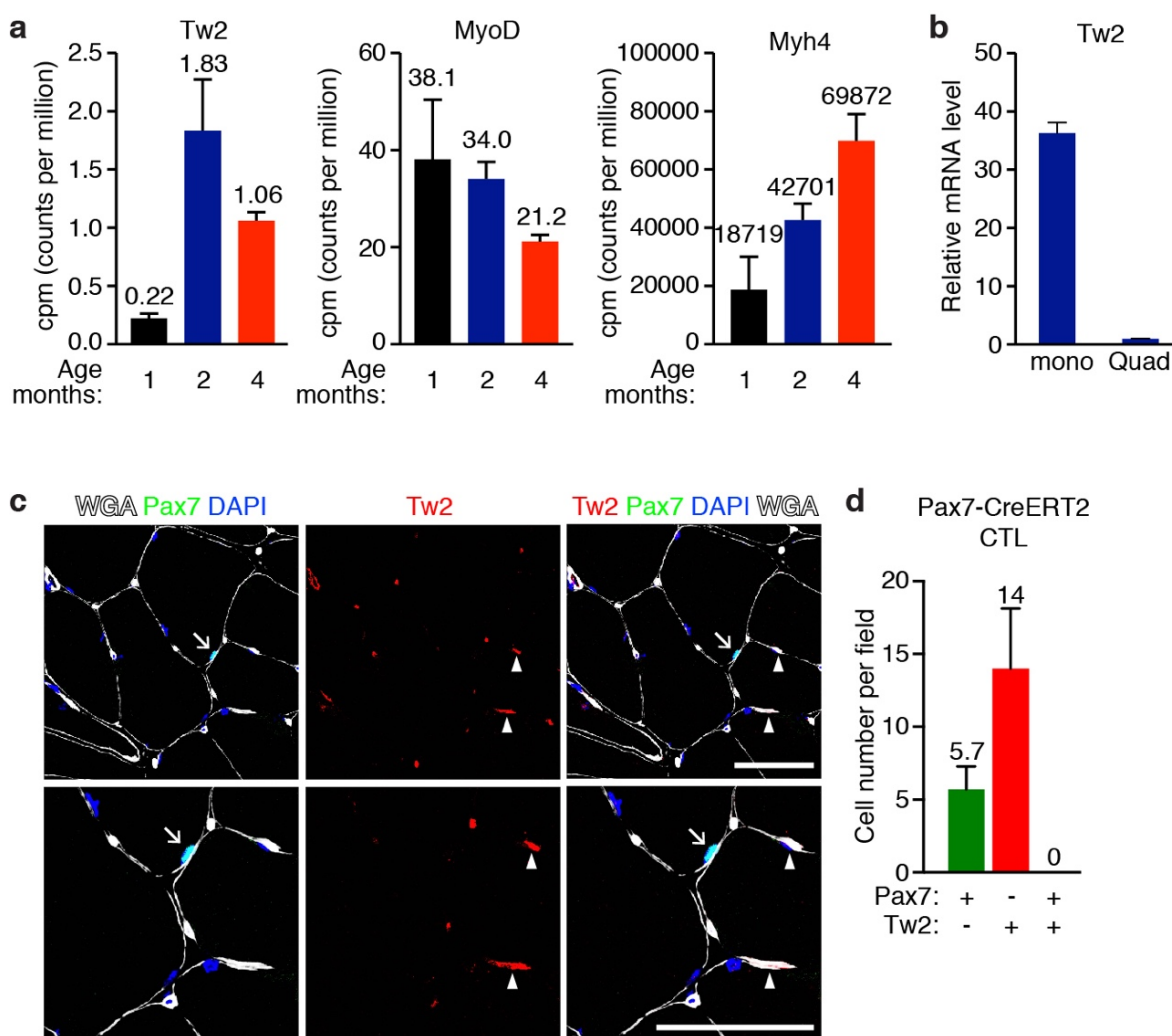 a
Tw2
cpm (counts per million)
2.5
2.0
1.5
1.0
0.5
0.0
0.22
1.83
1.06
Age months: 1 2 4
MyoD
cpm (counts per million)
60
40
20
0
38.1
34.0
21.2
Age months: 1 2 4
Myh4
cpm (counts per million)
100000
80000
60000
40000
20000
0
18719
42701
69872
Age months: 1 2 4
b
Tw2
Relative mRNA level
50
40
30
20
10
0
mono Quad
c
WGA Pax7 DAPI
Tw2
Tw2 Pax7 DAPI WGA
d
Pax7-CreERT2
CTL
Cell number per field
20
15
10
5
0
5.7
14
0
Pax7: + - +
Tw2: - + +